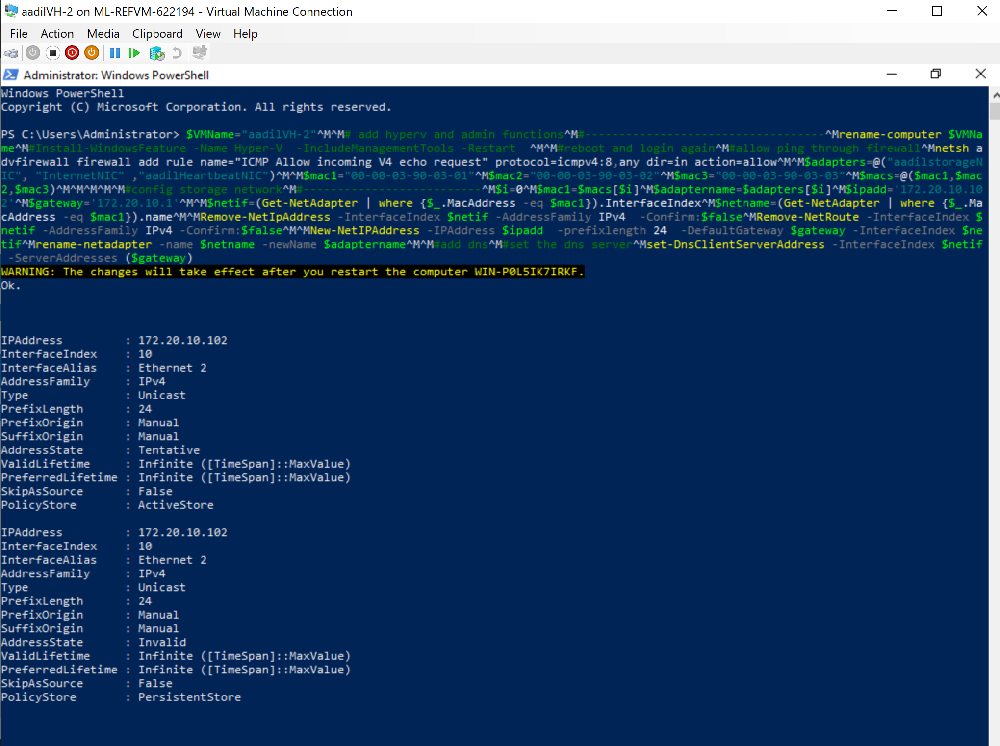 aadilVH-2 on ML-REFVM-622194 - Virtual Machine Connection
File Action Media Clipboard View Help
Administrator: Windows PowerShell
Windows PowerShell
Copyright (C) Microsoft Corporation. All rights reserved.
PS C:\Users\Administrator> $VMName="aadilVH-2"^M^M# add hyperv and admin functions^M#-----------------------------------^Mrename-computer $VMNa
me^M#Install-WindowsFeature -Name Hyper-V  -IncludeManagementTools -Restart  ^M^M#reboot and login again^M#allow ping through firewall^Mnetsh a
dvfirewall firewall add rule name="ICMP Allow incoming V4 echo request" protocol=icmpv4:8,any dir=in action=allow^M^M$adapters=@("aadilstorageN
IC", "InternetNIC" ,"aadilHeartbeatNIC")^M^M$mac1="00-00-03-90-03-01"^M$mac2="00-00-03-90-03-02"^M$mac3="00-00-03-90-03-03"^M$macs=@($mac1,$mac
2,$mac3)^M^M^M^M^M#config storage network^M#--------------------------^M$i=0^M$mac1=$macs[$i]^M$adaptername=$adapters[$i]^M$ipadd='172.20.10.10
2'^M$gateway='172.20.10.1'^M^M$netif=(Get-NetAdapter | where {$_.MacAddress -eq $mac1}).InterfaceIndex^M$netname=(Get-NetAdapter | where {$_.Ma
cAddress -eq $mac1}).name^M^MRemove-NetIpAddress -InterfaceIndex $netif -AddressFamily IPv4  -Confirm:$false^MRemove-NetRoute -InterfaceIndex $
netif -AddressFamily IPv4 -Confirm:$false^M^MNew-NetIPAddress -IPAddress $ipadd  -prefixlength 24  -DefaultGateway $gateway -InterfaceIndex $ne
tif^Mrename-netadapter -name $netname -newName $adaptername^M^M#add dns^M#set the dns server^Mset-DnsClientServerAddress -InterfaceIndex $netif
 -ServerAddresses ($gateway)
WARNING: The changes will take effect after you restart the computer WIN-P0L5IK7IRKF.
Ok.
IPAddress         : 172.20.10.102
InterfaceIndex    : 10
InterfaceAlias    : Ethernet 2
AddressFamily     : IPv4
Type              : Unicast
PrefixLength      : 24
PrefixOrigin      : Manual
SuffixOrigin      : Manual
AddressState      : Tentative
ValidLifetime     : Infinite ([TimeSpan]::MaxValue)
PreferredLifetime : Infinite ([TimeSpan]::MaxValue)
SkipAsSource      : False
PolicyStore       : ActiveStore
IPAddress         : 172.20.10.102
InterfaceIndex    : 10
InterfaceAlias    : Ethernet 2
AddressFamily     : IPv4
Type              : Unicast
PrefixLength      : 24
PrefixOrigin      : Manual
SuffixOrigin      : Manual
AddressState      : Invalid
ValidLifetime     : Infinite ([TimeSpan]::MaxValue)
PreferredLifetime : Infinite ([TimeSpan]::MaxValue)
SkipAsSource      : False
PolicyStore       : PersistentStore